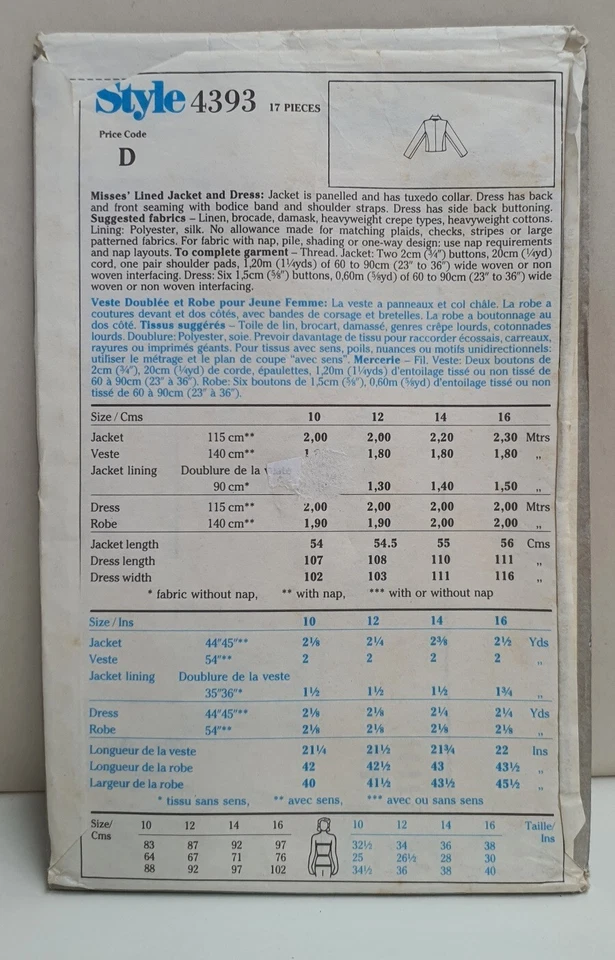 Style 4393 17 PIECES
Price Code
D
Misses' Lined Jacket and Dress: Jacket is panelled and has tuxedo collar. Dress has back
and front seaming with bodice band and shoulder straps. Dress has side back buttoning.
Suggested fabrics – Linen, brocade, damask, heavyweight crepe types, heavyweight cottons.
Lining: Polyester, silk. No allowance made for matching plaids, checks, stripes or large
patterned fabrics. For fabric with nap, pile, shading or one-way design: use nap requirements
and nap layouts. To complete garment – Thread. Jacket: Two 2cm (¾") buttons, 20cm (¼yd)
cord, one pair shoulder pads, 1,20m (1¼yds) of 60 to 90cm (23" to 36") wide woven or non
woven interfacing. Dress: Six 1,5cm (⅝") buttons, 0,60m (⅝yd) of 60 to 90cm (23" to 36") wide
woven or non woven interfacing.
Veste Doublée et Robe pour Jeune Femme: La veste a panneaux et col châle. La robe a
coutures devant et dos côtés, avec bandes de corsage et bretelles. La robe a boutonnage au
dos côté. Tissus suggérés – Toile de lin, brocart, damassé, genres crêpe lourds, cotonnades
lourds. Doublure: Polyester, soie. Prevoir davantage de tissu pour raccorder écossais, carreaux,
rayures ou imprimés géants. Pour tissus avec sens, poils, nuances ou motifs unidirectionnels:
utiliser le métrage et le plan de coupe "avec sens". Mercerie – Fil. Veste: Deux boutons de
2cm (¾"), 20cm (¼yd) de corde, épaulettes, 1,20m (1¼yds) d'entoilage tissé ou non tissé de
60 à 90cm (23" à 36"). Robe: Six boutons de 1,5cm (⅝"), 0,60m (⅝yd) d'entoilage tissé ou non
tissé de 60 à 90cm (23" à 36").
Size / Cms 10 12 14 16
Jacket 115 cm** 2,00 2,00 2,20 2,30 Mtrs
Veste 140 cm** 1,80 1,80 1,80 ,,
Jacket lining Doublure de la
90 cm* 1,30 1,40 1,50 ,,
Dress 115 cm** 2,00 2,00 2,00 2,00 Mtrs
Robe 140 cm** 1,90 1,90 2,00 2,00 ,,
Jacket length 54 54.5 55 56 Cms
Dress length 107 108 110 111 ,,
Dress width 102 103 111 116 ,,
* fabric without nap, ** with nap, *** with or without nap
Size / Ins 10 12 14 16
Jacket 44"45"** 2⅛ 2¼ 2⅜ 2½ Yds
Veste 54"** 2 2 2 2 ,,
Jacket lining Doublure de la veste
35"36"* 1½ 1½ 1½ 1¾ ,,
Dress 44"45"** 2⅛ 2⅛ 2¼ 2¼ Yds
Robe 54"** 2⅛ 2⅛ 2⅛ 2⅛ ,,
Longueur de la veste 21¼ 21½ 21¾ 22 Ins
Longueur de la robe 42 42½ 43 43½ ,,
Largeur de la robe 40 41½ 43½ 45½ ,,
* tissu sans sens, ** avec sens, *** avec ou sans sens
Size/ 10 12 14 16 10 12 14 16 Taille/
Cms Ins
83 87 92 97 32½ 34 36 38
64 67 71 76 25 26½ 28 30
88 92 97 102 34½ 36 38 40